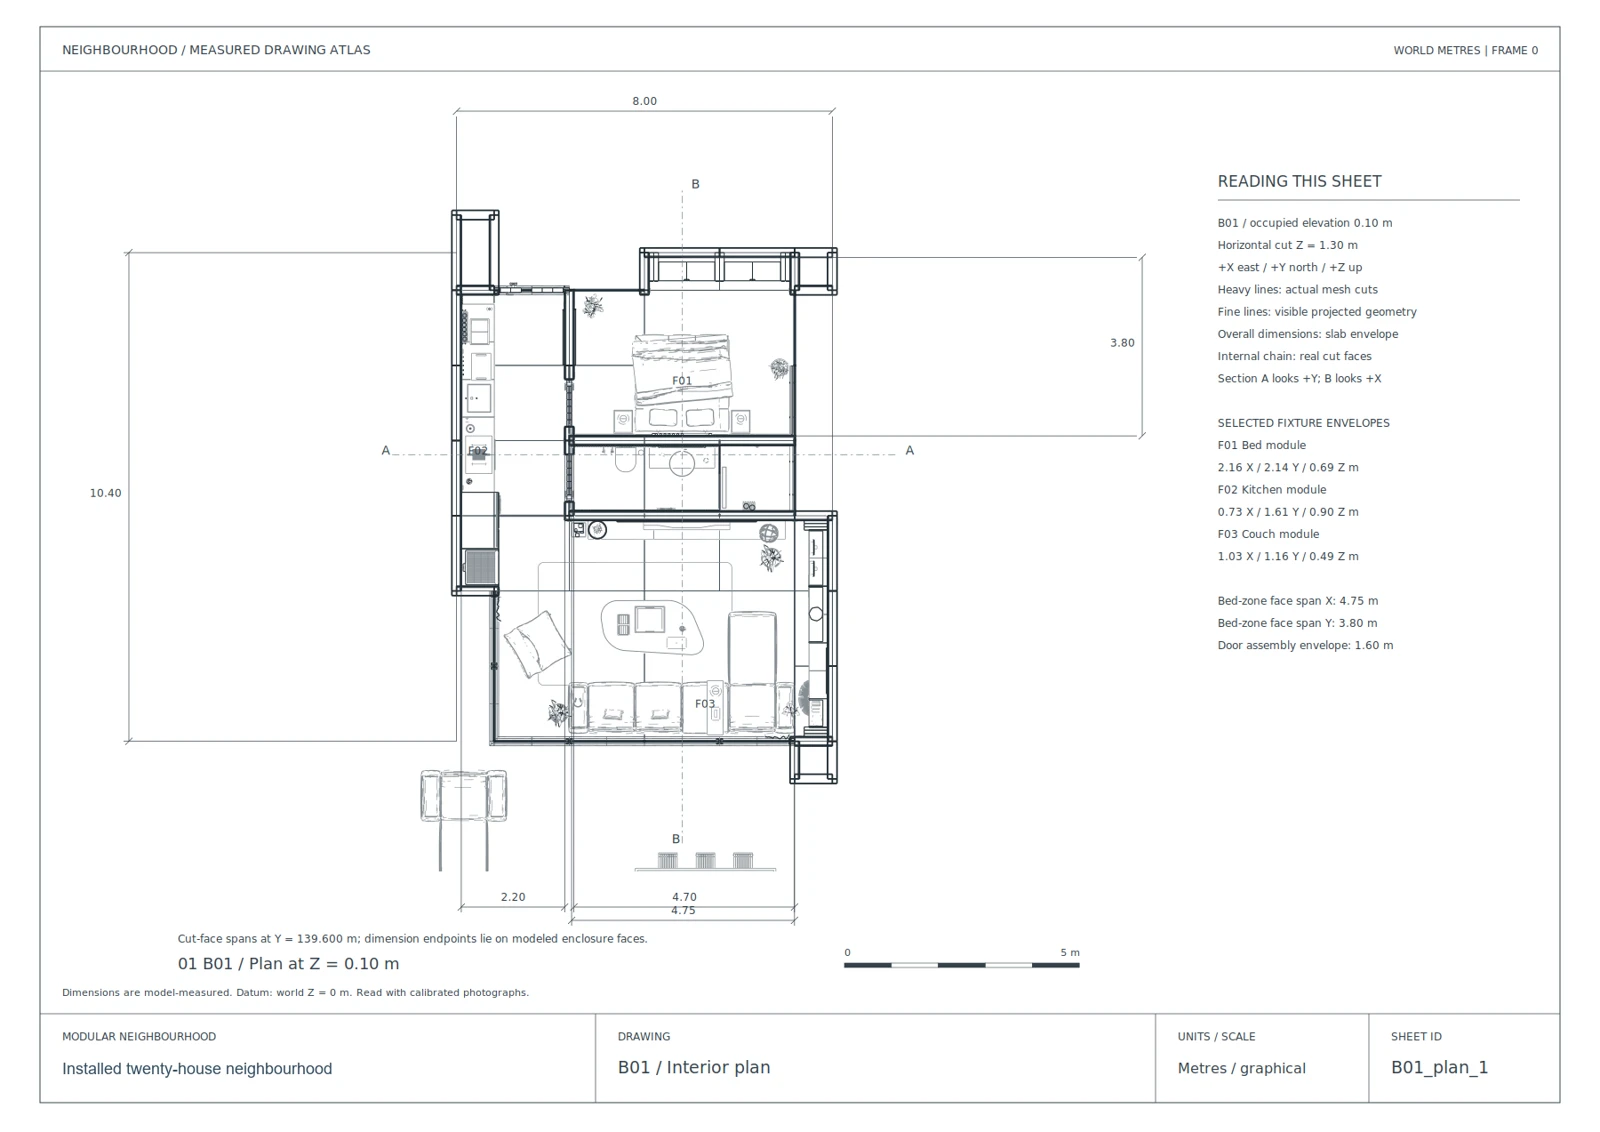 NEIGHBOURHOOD / MEASURED DRAWING ATLAS
WORLD METRES | FRAME 0
8.00
B
READING THIS SHEET
B01 / occupied elevation 0.10 m
Horizontal cut Z = 1.30 m
+X east / +Y north / +Z up
Heavy lines: actual mesh cuts
Fine lines: visible projected geometry
Overall dimensions: slab envelope
Internal chain: real cut faces
Section A looks +Y; B looks +X
3.80
F01
SELECTED FIXTURE ENVELOPES
F01 Bed module
2.16 X / 2.14 Y / 0.69 Z m
F02 Kitchen module
0.73 X / 1.61 Y / 0.90 Z m
F03 Couch module
1.03 X / 1.16 Y / 0.49 Z m
A
F02
A
10.40
Bed-zone face span X: 4.75 m
Bed-zone face span Y: 3.80 m
Door assembly envelope: 1.60 m
F03
B
2.20
4.70
4.75
Cut-face spans at Y = 139.600 m; dimension endpoints lie on modeled enclosure faces.
01 B01 / Plan at Z = 0.10 m
0
5 m
Dimensions are model-measured. Datum: world Z = 0 m. Read with calibrated photographs.
MODULAR NEIGHBOURHOOD
Installed twenty-house neighbourhood
DRAWING
B01 / Interior plan
UNITS / SCALE
Metres / graphical
SHEET ID
B01_plan_1